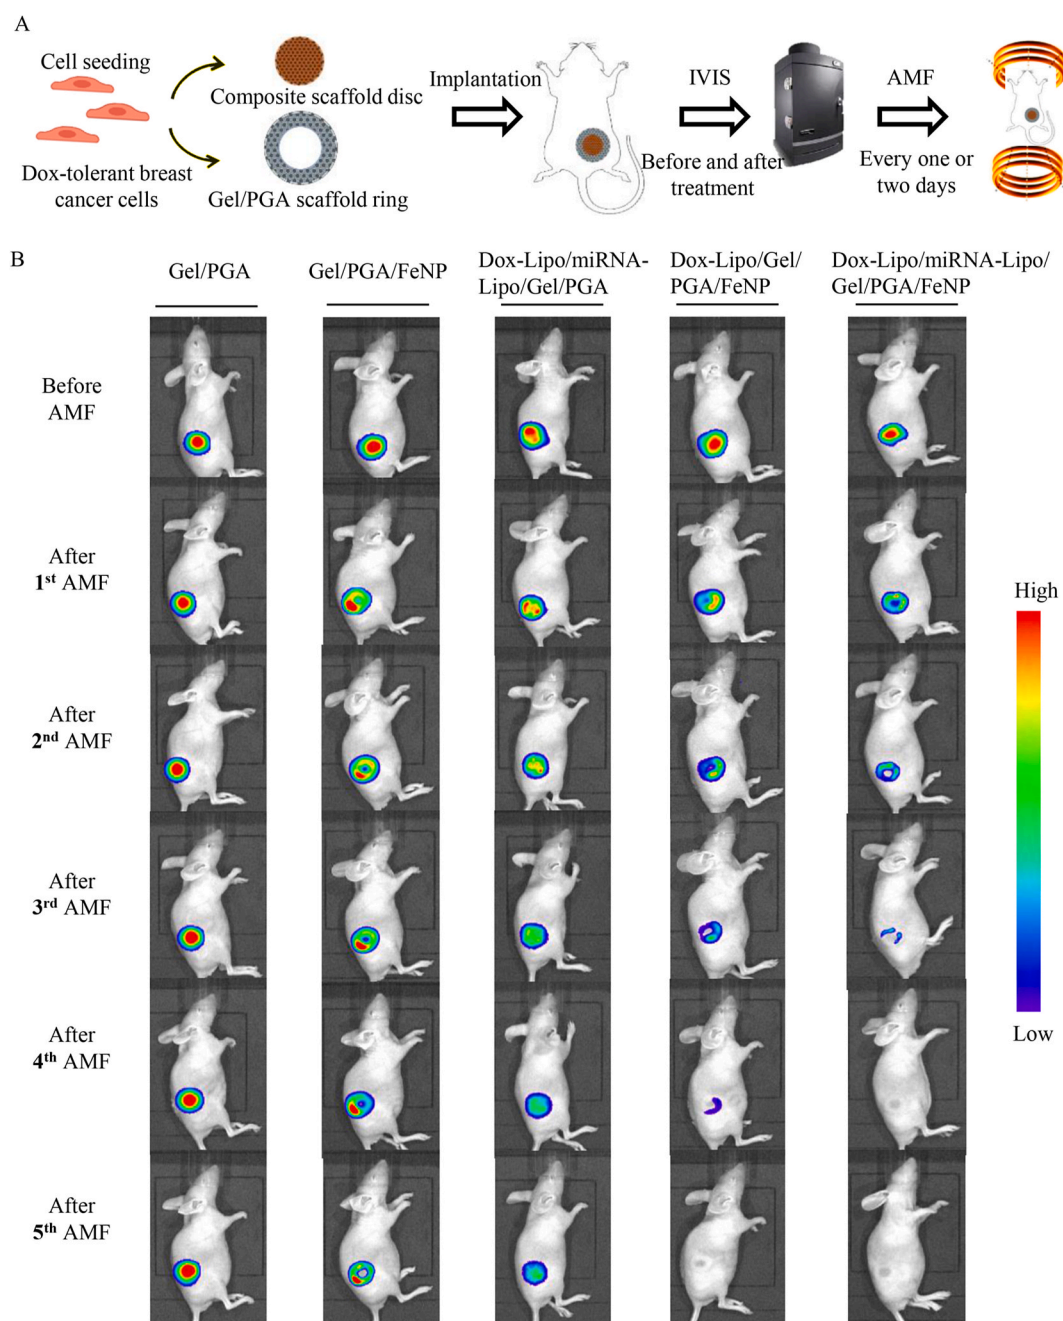 A
Cell seeding
Dox-tolerant breast
cancer cells
Composite scaffold disc
Gel/PGA scaffold ring
Implantation
IVIS
Before and after
treatment
AMF
Every one or
two days
B
Gel/PGA
Gel/PGA/FeNP
Dox-Lipo/miRNA-
Lipo/Gel/PGA
Dox-Lipo/Gel/
PGA/FeNP
Dox-Lipo/miRNA-Lipo/
Gel/PGA/FeNP
Before
AMF
After
1st AMF
After
2nd AMF
After
3rd AMF
After
4th AMF
After
5th AMF
High
Low